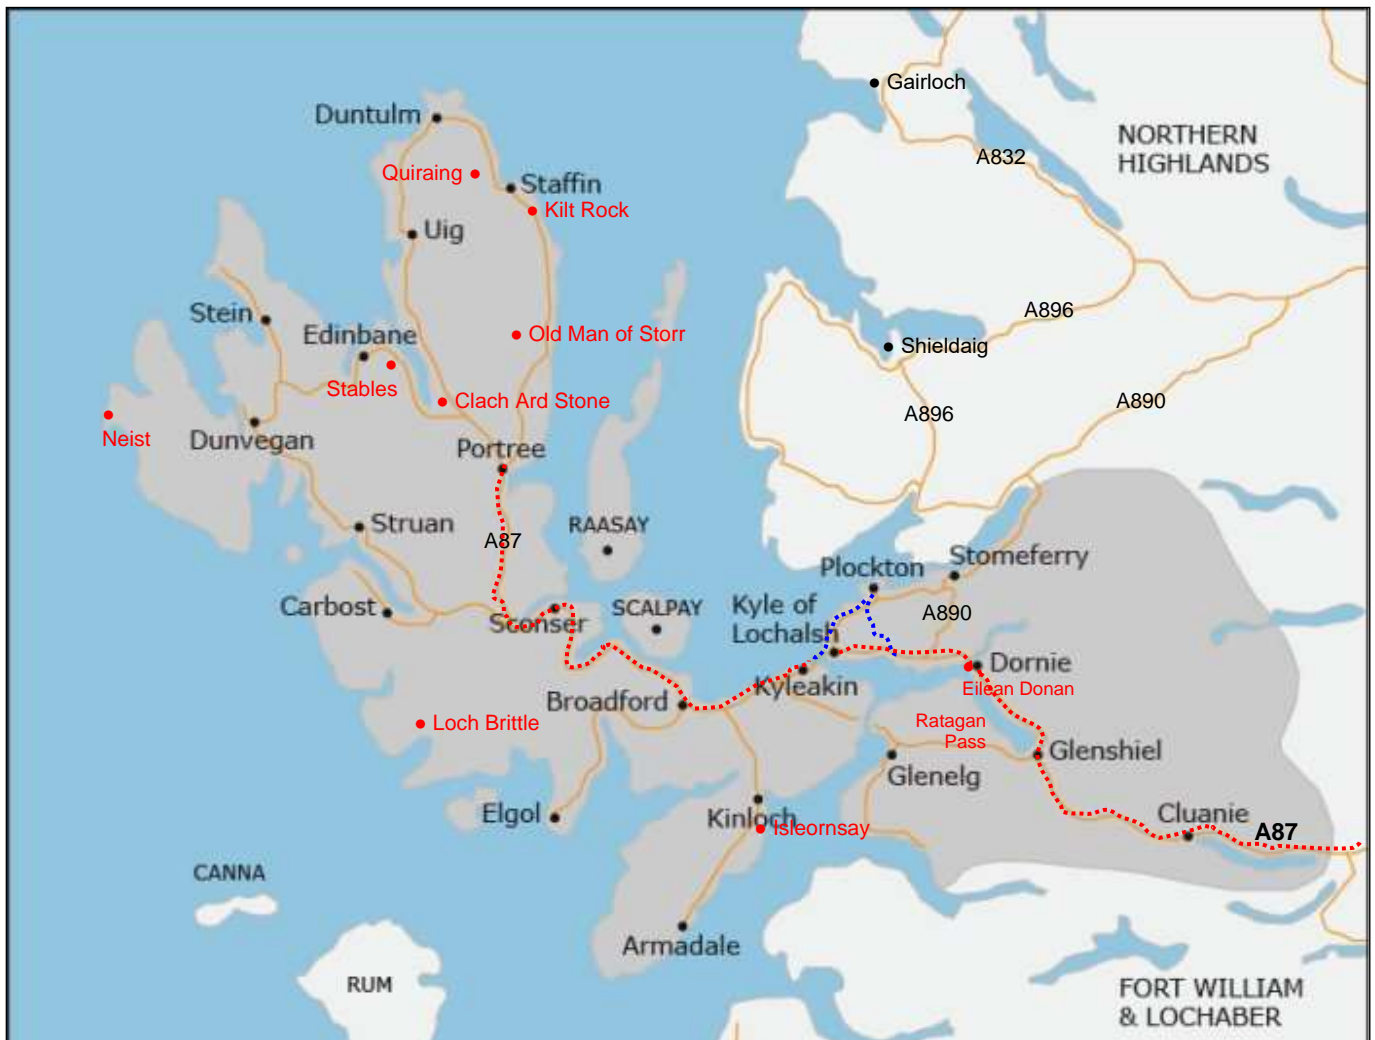 Gairloch
Duntulm
NORTHERN
HIGHLANDS
A832
Quiraing
Staffin
Kilt Rock
Uig
Stein
A896
Edinbane
Old Man of Storr
Shieldaig
Stables
Clach Ard Stone
A890
A896
Neist
Dunvegan
Portree
Struan
RAASAY
A87
Stomeferry
Plockton
Carbost
SCALPAY
Kyle of
Lochalsh
A890
Sconser
Dornie
Kyleakin
Eilean Donan
Broadford
Loch Brittle
Ratagan
Pass
Glenshiel
Glenelg
Elgol
Kinloch
Isleornsay
Cluanie
A87
CANNA
Armadale
RUM
FORT WILLIAM
& LOCHABER